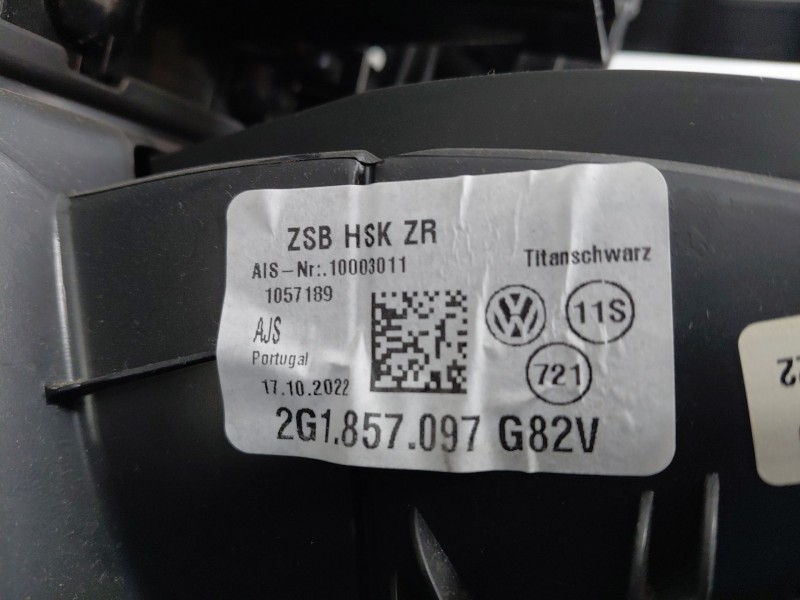 ZSB HSK ZR
AIS-Nr:.10003011
Titanschwarz
1057189
11S
AJS
Portugal
721
17.10.2022
2G1.857.097 G82V
22